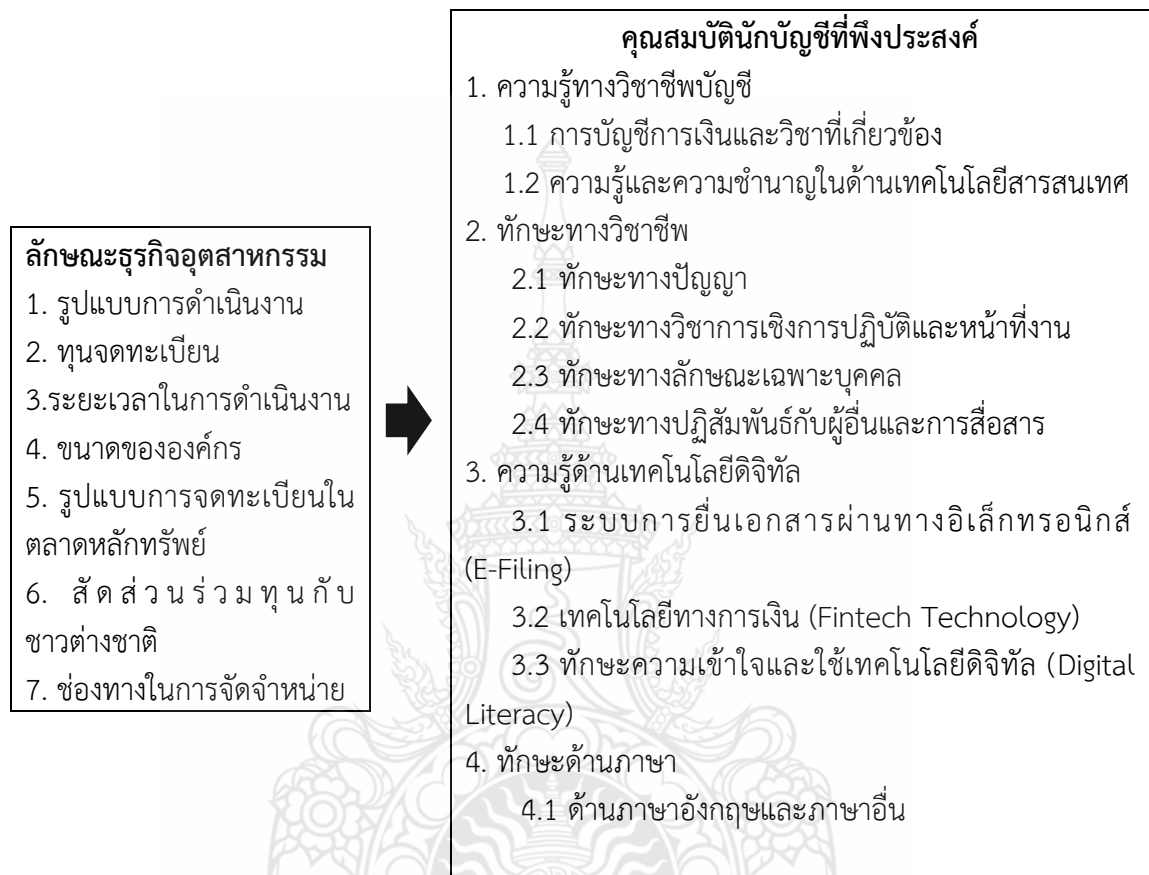 ลักษณะธุรกิจอุตสาหกรรม
1. รูปแบบการดำเนินงาน
2. ทุนจดทะเบียน
3.ระยะเวลาในการดำเนินงาน
4. ขนาดขององค์กร
5. รูปแบบการจดทะเบียนใน
ตลาดหลักทรัพย์
6. สัดส่วนร่วมทุนกับ
ชาวต่างชาติ
7. ช่องทางในการจัดจำหน่าย
คุณสมบัตินักบัญชีที่พึงประสงค์
1. ความรู้ทางวิชาชีพบัญชี
1.1 การบัญชีการเงินและวิชาที่เกี่ยวข้อง
1.2 ความรู้และความชำนาญในด้านเทคโนโลยีสารสนเทศ
2. ทักษะทางวิชาชีพ
2.1 ทักษะทางปัญญา
2.2 ทักษะทางวิชาการเชิงการปฏิบัติและหน้าที่งาน
2.3 ทักษะทางลักษณะเฉพาะบุคคล
2.4 ทักษะทางปฏิสัมพันธ์กับผู้อื่นและการสื่อสาร
3. ความรู้ด้านเทคโนโลยีดิจิทัล
3.1 ระบบการยื่นเอกสารผ่านทางอิเล็กทรอนิกส์
(E-Filing)
3.2 เทคโนโลยีทางการเงิน (Fintech Technology)
3.3 ทักษะความเข้าใจและใช้เทคโนโลยีดิจิทัล (Digital
Literacy)
4. ทักษะด้านภาษา
4.1 ด้านภาษาอังกฤษและภาษาอื่น